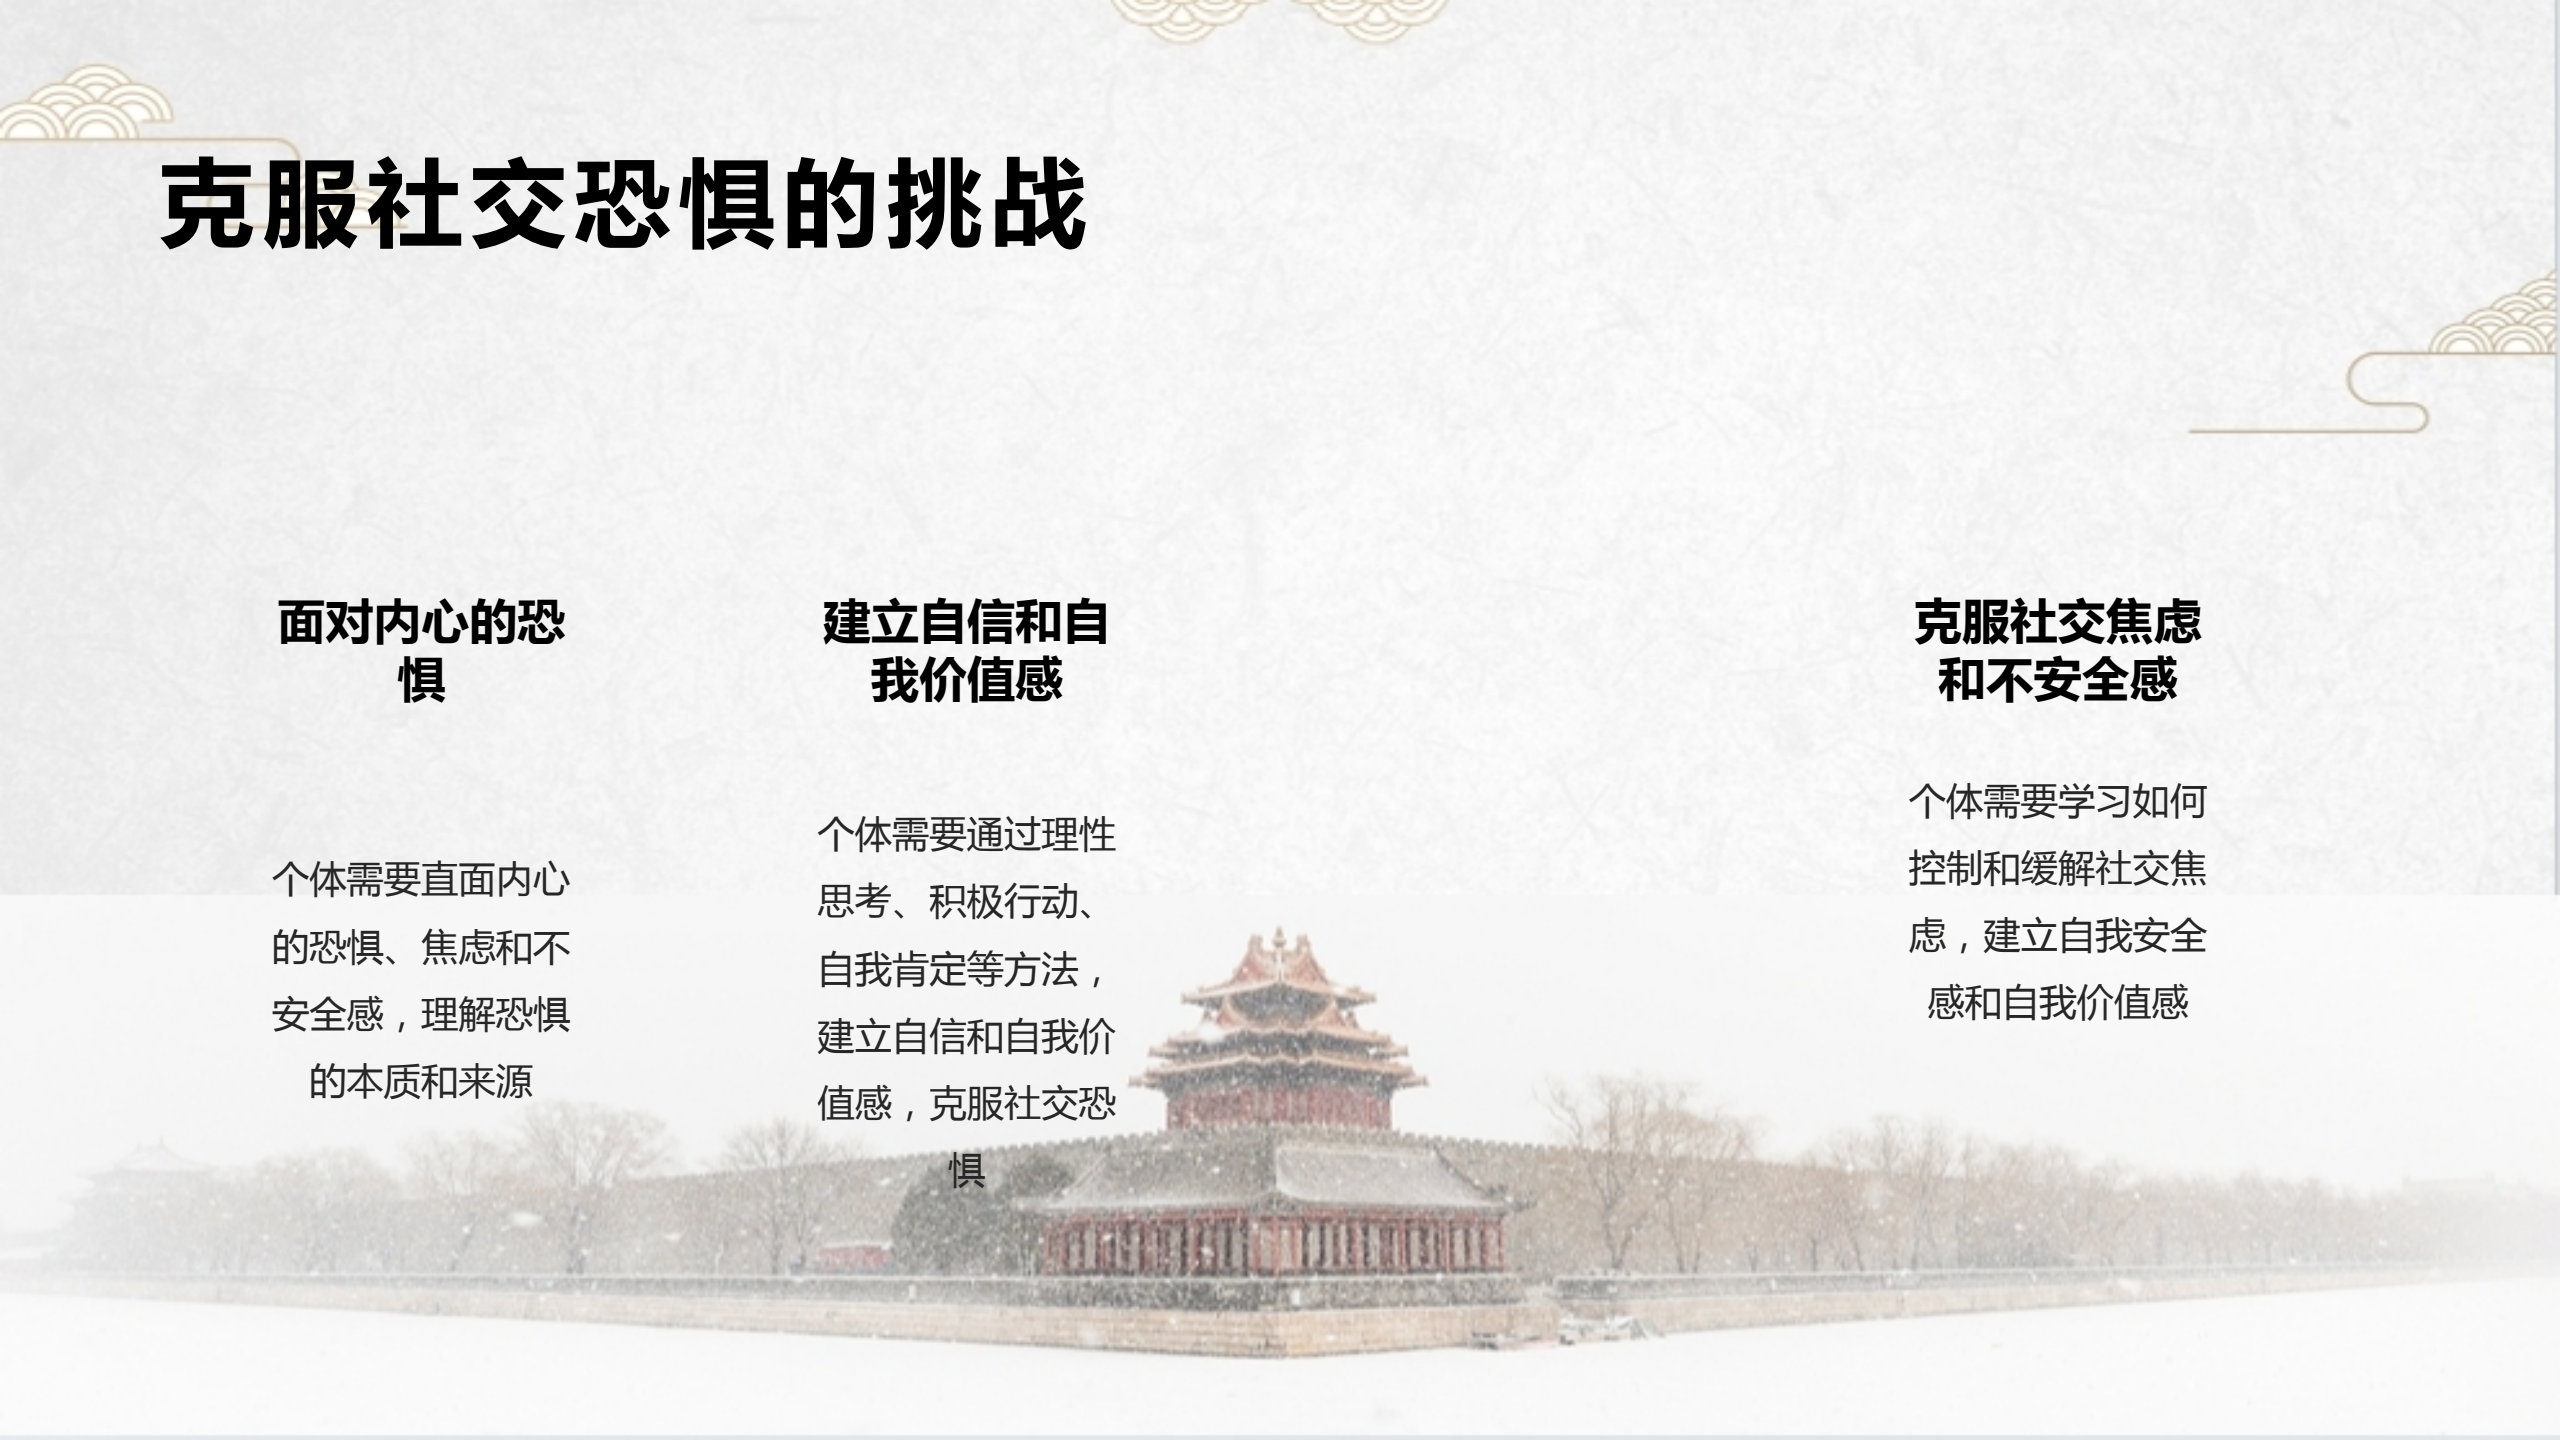 克服社交恐惧的挑战
面对内心的恐
惧
个体需要直面内心
的恐惧、焦虑和不
安全感，理解恐惧
的本质和来源
建立自信和自
我价值感
个体需要通过理性
思考、积极行动、
自我肯定等方法，
建立自信和自我价
值感，克服社交恐
惧
克服社交焦虑
和不安全感
个体需要学习如何
控制和缓解社交焦
虑，建立自我安全
感和自我价值感